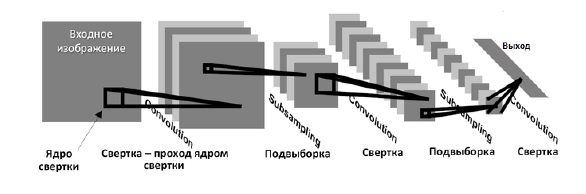 Входное
изображение
Выход
Convolution
Subsampling
Convolution
Subsampling
Convolution
Ядро
свертки
Свертка – проход ядром
свертки
Подвыборка
Свертка
Подвыборка
Свертка